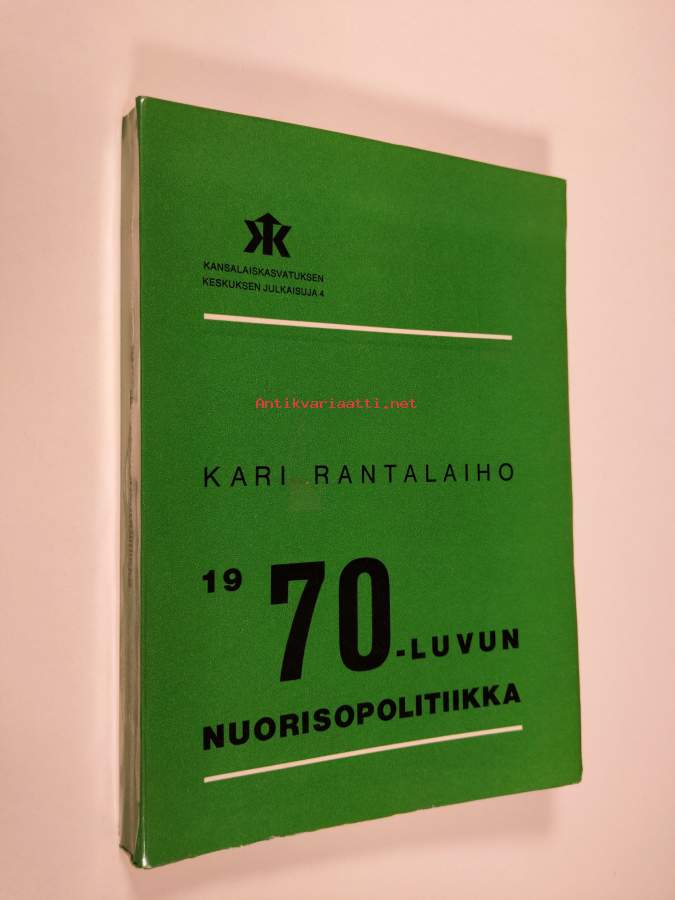 KANSALAISKASVATUKSEN
KESKUKSEN JULKAISUJA 4
Antikvariaatti.net
KARI RANTALAIHO
1970-LUVUN
NUORISOPOLITIIKKA